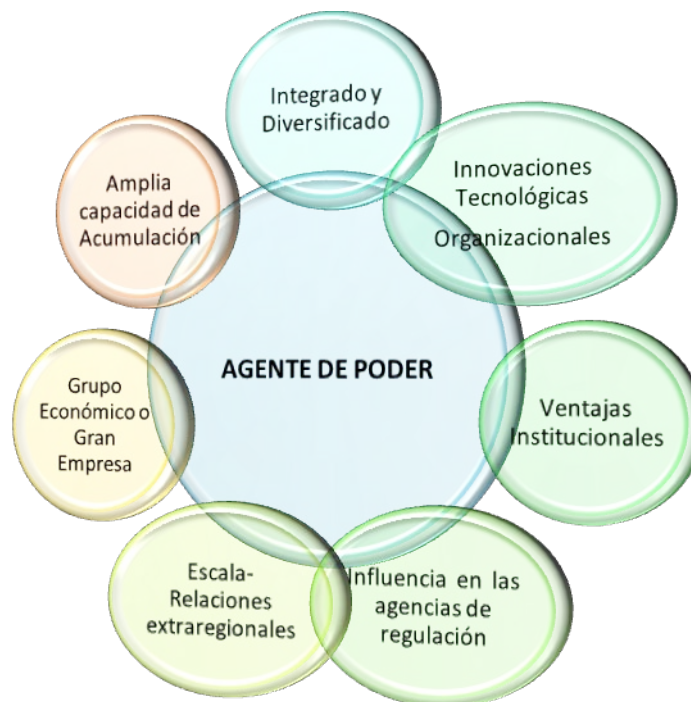 Integrado y
Diversificado
Innovaciones
Tecnológicas
Organizacionales
Amplia
capacidad de
Acumulación
AGENTE DE PODER
Grupo
Económico o
Gran
Empresa
Ventajas
Institucionales
Escala-
Relaciones
extraregionales
Influencia en las
agencias de
regulación